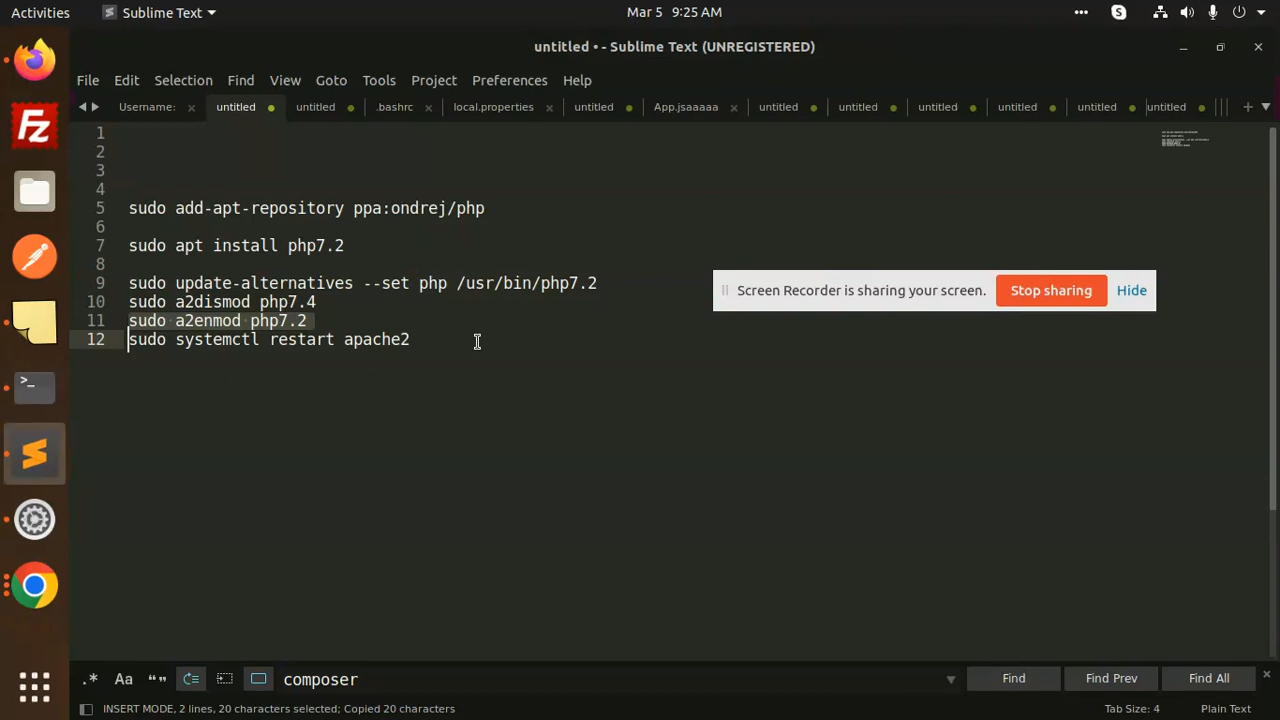 Activities
Sublime Text
Mar 5 9:25 AM
untitled • - Sublime Text (UNREGISTERED)
File Edit Selection Find View Goto Tools Project Preferences Help
Username: untitled untitled .bashrc local.properties untitled App.jsaaaaa untitled untitled untitled untitled untitled untitled
1
2
3
4
5 sudo add-apt-repository ppa:ondrej/php
6
7 sudo apt install php7.2
8
9 sudo update-alternatives --set php /usr/bin/php7.2
10 sudo a2dismod php7.4
11 sudo a2enmod php7.2
12 sudo systemctl restart apache2
Screen Recorder is sharing your screen. Stop sharing Hide
.* Aa “” composer Find Find Prev Find All
INSERT MODE, 2 lines, 20 characters selected; Copied 20 characters Tab Size: 4 Plain Text